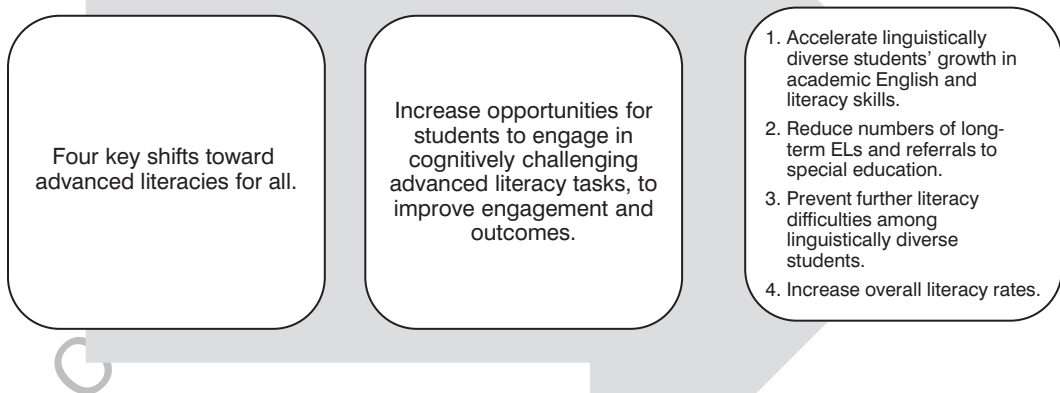 Four key shifts toward
advanced literacies for all.
Increase opportunities for
students to engage in
cognitively challenging
advanced literacy tasks, to
improve engagement and
outcomes.
1. Accelerate linguistically
diverse students’ growth in
academic English and
literacy skills.
2. Reduce numbers of long-
term ELs and referrals to
special education.
3. Prevent further literacy
difficulties among
linguistically diverse
students.
4. Increase overall literacy rates.